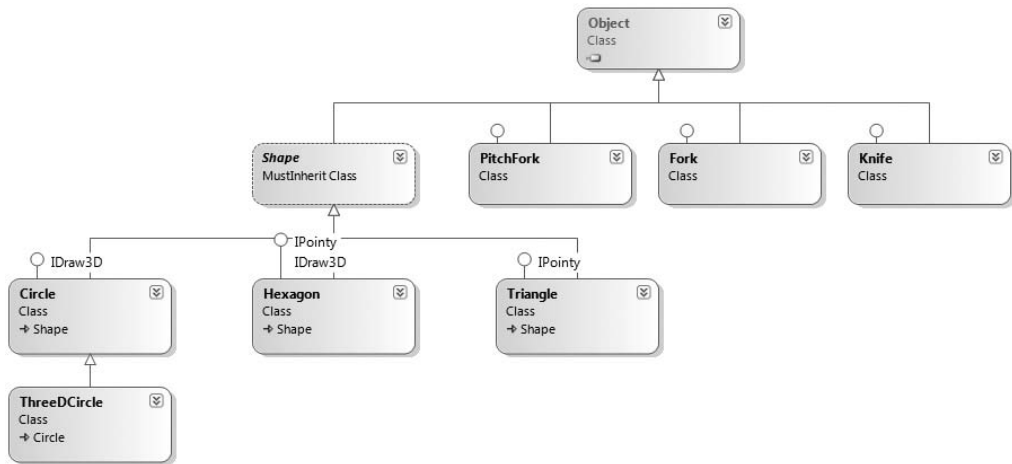 Object
Class
Shape
MustInherit Class
PitchFork
Class
Fork
Class
Knife
Class
IDraw3D
IPointy
IDraw3D
IPointy
Circle
Class
Shape
Hexagon
Class
Shape
Triangle
Class
Shape
ThreeDCircle
Class
Circle